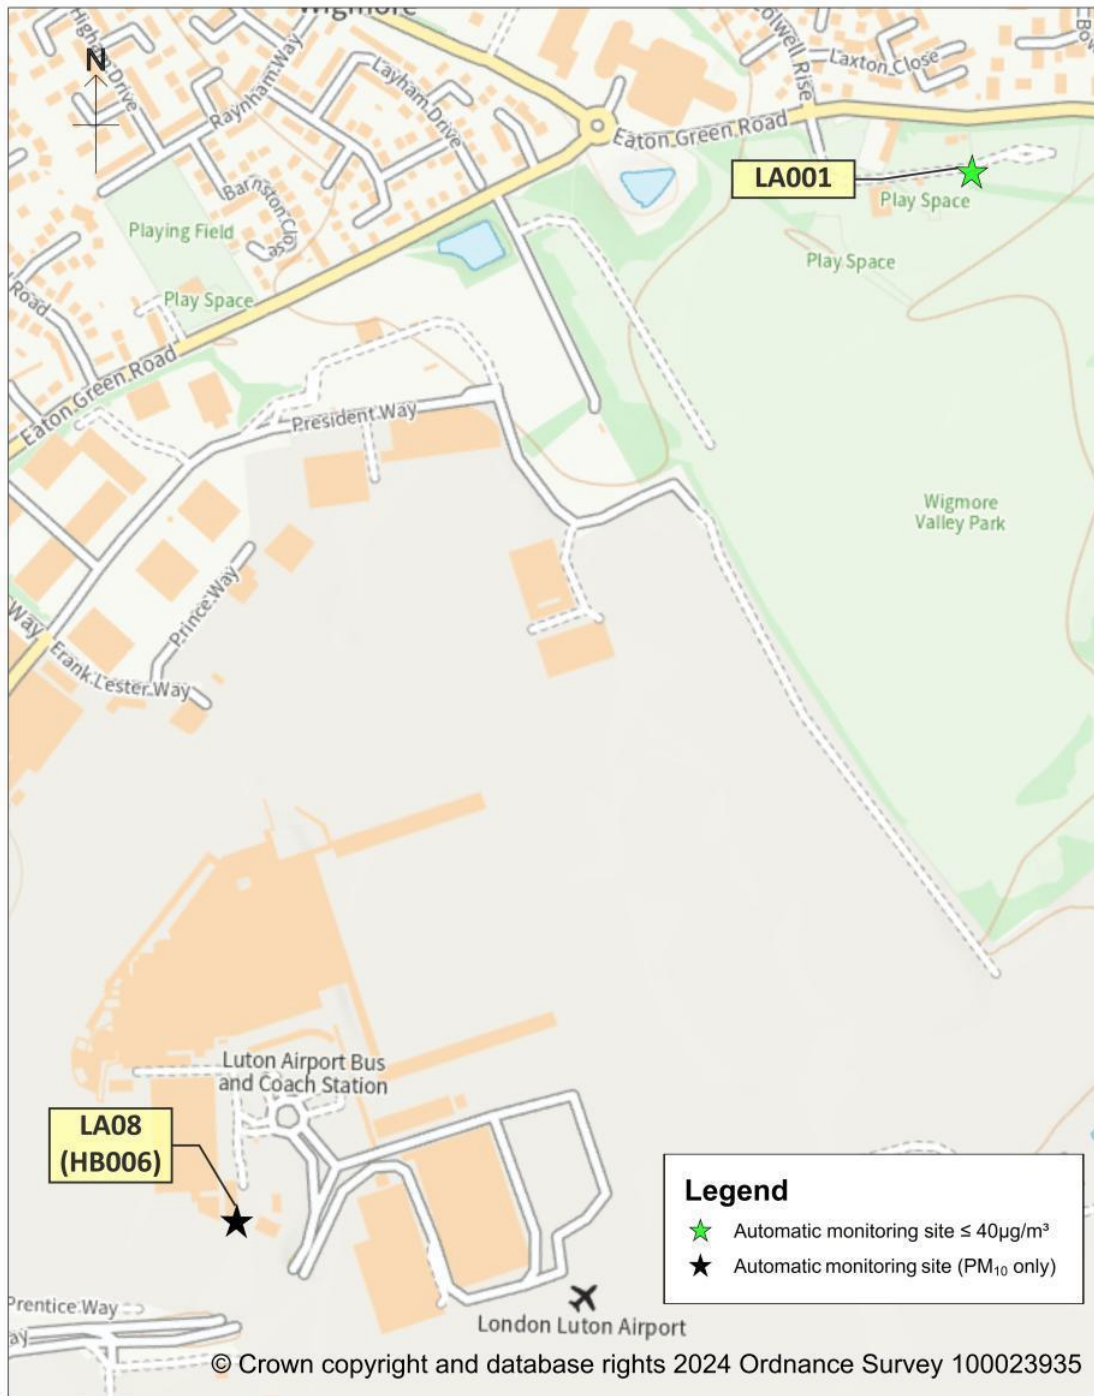 Wigmore
N
Higham Drive
Raynham Way
Layham Drive
Colwell Rise
Laxton Close
Eaton Green Road
LA001
Play Space
Barnston Close
Playing Field
Play Space
Play Space
Road
Eaton Green Road
President Way
Wigmore
Valley Park
Prince Way
Way
Frank Lester Way
Luton Airport Bus
and Coach Station
LA08
(HB006)
Legend
Automatic monitoring site ≤ 40µg/m³
Automatic monitoring site (PM₁₀ only)
Prentice Way
London Luton Airport
© Crown copyright and database rights 2024 Ordnance Survey 100023935